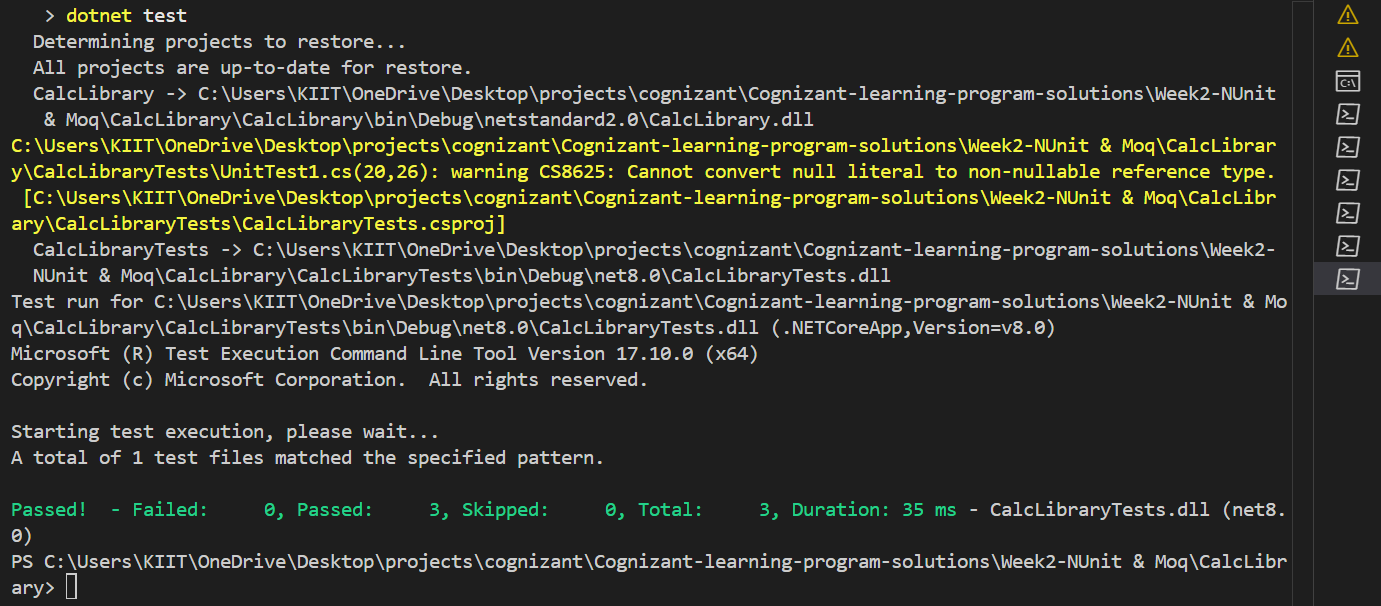 > dotnet test
Determining projects to restore...
All projects are up-to-date for restore.
CalcLibrary -> C:\Users\KIIT\OneDrive\Desktop\projects\cognizant\Cognizant-learning-program-solutions\Week2-NUnit
& Moq\CalcLibrary\CalcLibrary\bin\Debug\netstandard2.0\CalcLibrary.dll
C:\Users\KIIT\OneDrive\Desktop\projects\cognizant\Cognizant-learning-program-solutions\Week2-NUnit & Moq\CalcLibrar
y\CalcLibraryTests\UnitTest1.cs(20,26): warning CS8625: Cannot convert null literal to non-nullable reference type.
[C:\Users\KIIT\OneDrive\Desktop\projects\cognizant\Cognizant-learning-program-solutions\Week2-NUnit & Moq\CalcLibr
ary\CalcLibraryTests\CalcLibraryTests.csproj]
CalcLibraryTests -> C:\Users\KIIT\OneDrive\Desktop\projects\cognizant\Cognizant-learning-program-solutions\Week2-
NUnit & Moq\CalcLibrary\CalcLibraryTests\bin\Debug\net8.0\CalcLibraryTests.dll
Test run for C:\Users\KIIT\OneDrive\Desktop\projects\cognizant\Cognizant-learning-program-solutions\Week2-NUnit & Mo
q\CalcLibrary\CalcLibraryTests\bin\Debug\net8.0\CalcLibraryTests.dll (.NETCoreApp,Version=v8.0)
Microsoft (R) Test Execution Command Line Tool Version 17.10.0 (x64)
Copyright (c) Microsoft Corporation.  All rights reserved.
Starting test execution, please wait...
A total of 1 test files matched the specified pattern.
Passed!  - Failed:     0, Passed:     3, Skipped:     0, Total:     3, Duration: 35 ms - CalcLibraryTests.dll (net8.
0)
PS C:\Users\KIIT\OneDrive\Desktop\projects\cognizant\Cognizant-learning-program-solutions\Week2-NUnit & Moq\CalcLibr
ary>